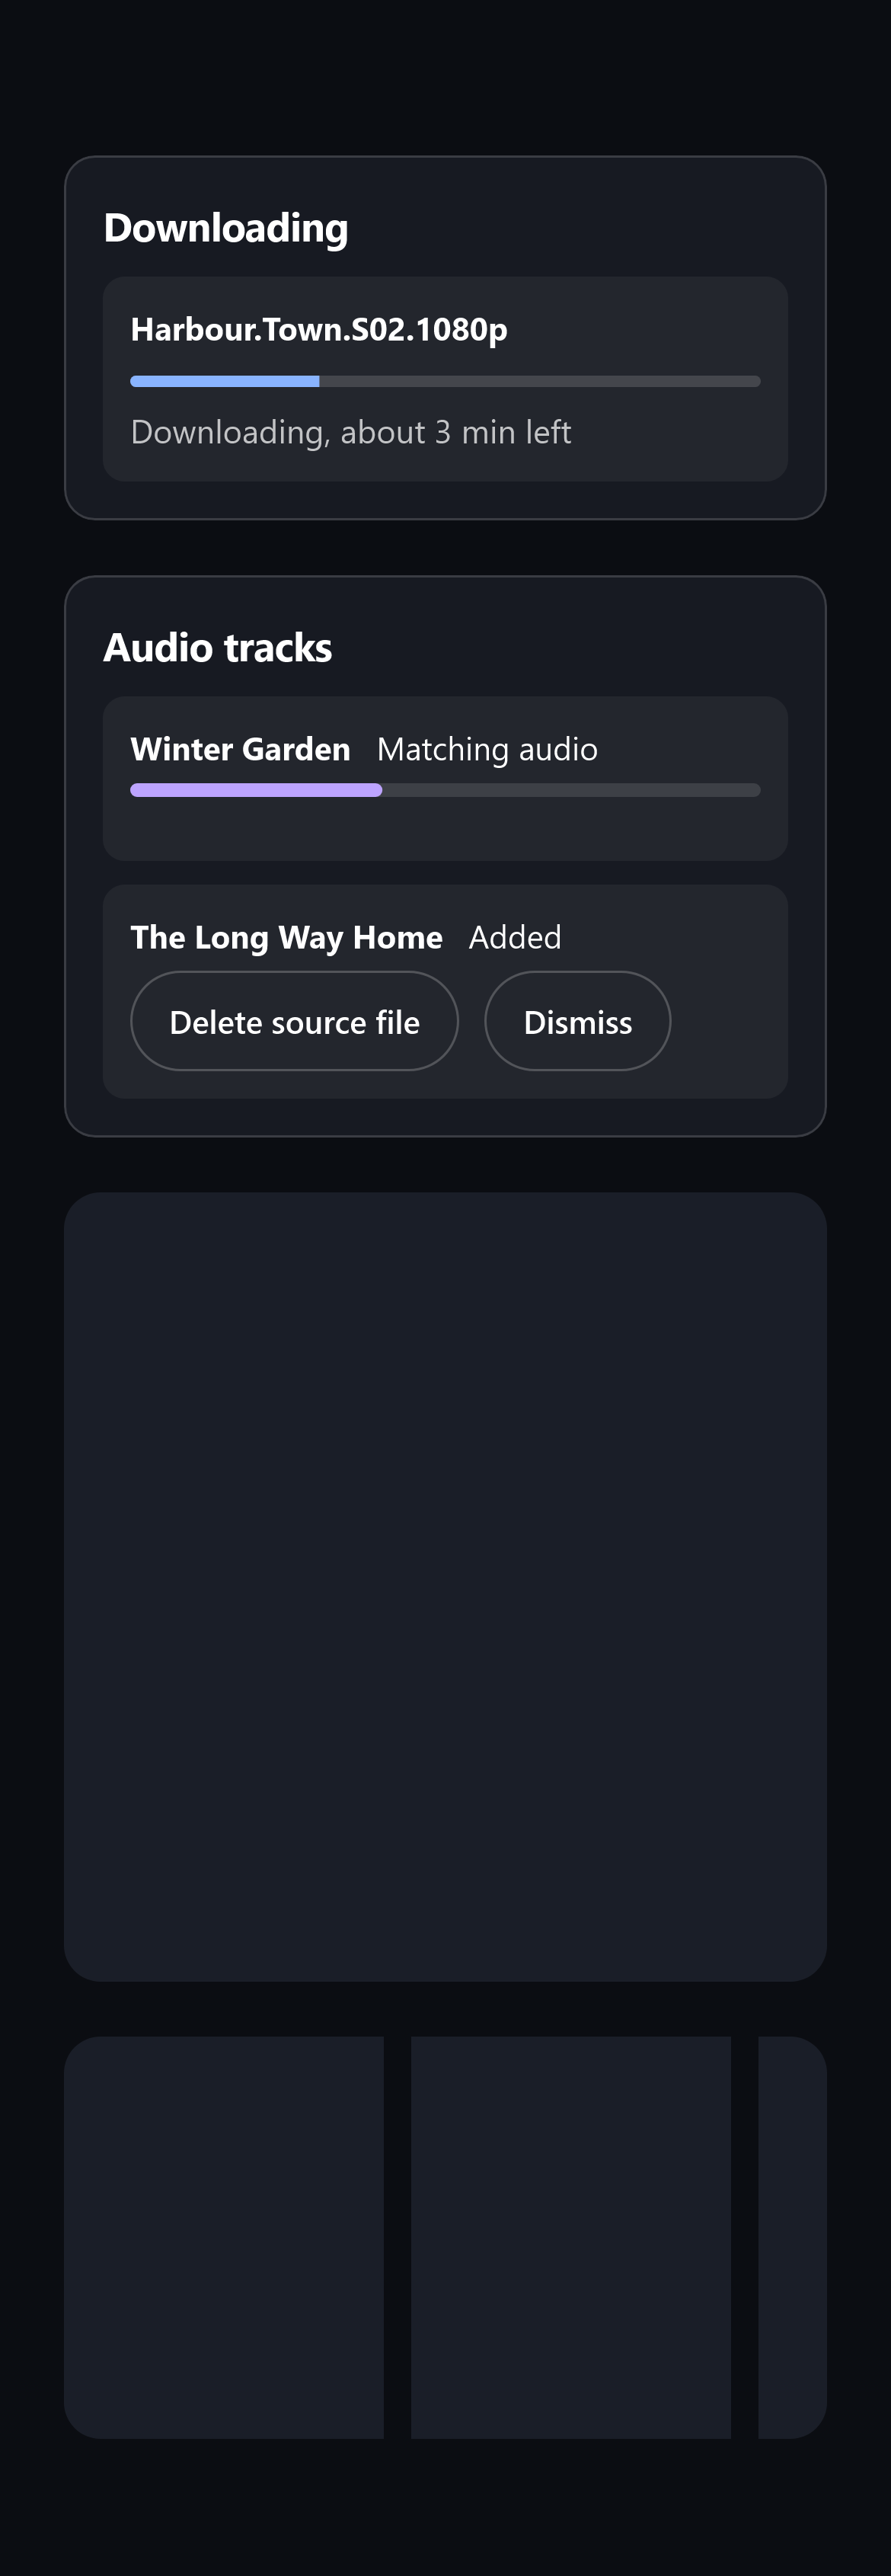 Downloading
Harbour.Town.S02.1080p
Downloading, about 3 min left
Audio tracks
Winter Garden Matching audio
The Long Way Home Added
Delete source file Dismiss